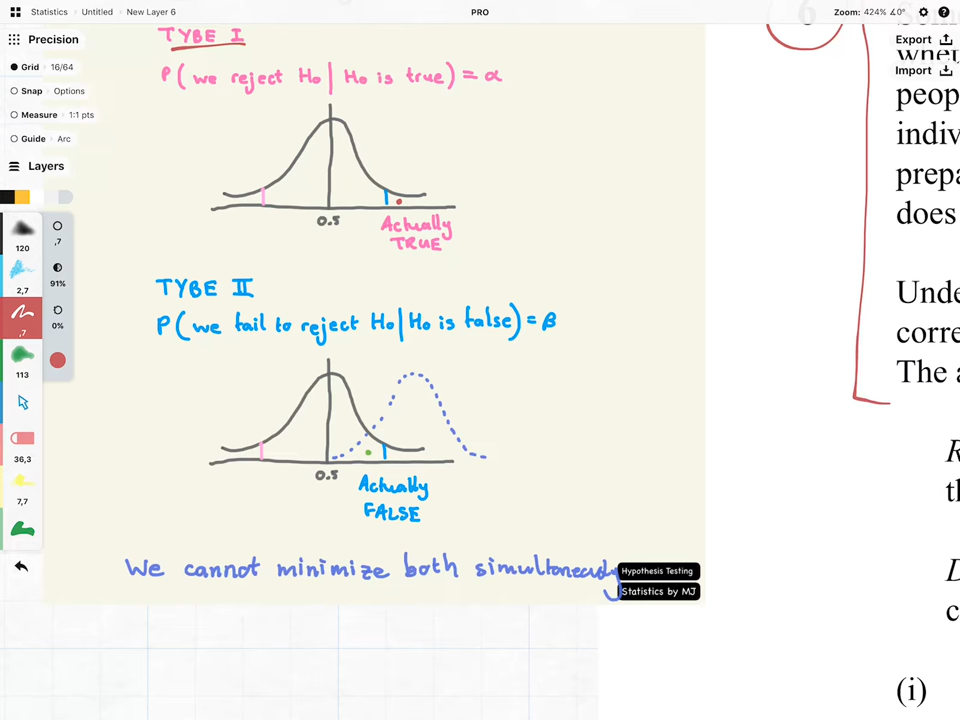 Statistics › Untitled › New Layer 6
PRO
Zoom: 424% ∡0°
Precision
Grid › 16/64
Snap Options
Measure › 1:1 pts
Guide › Arc
Layers
120
2,7
,7
113
36,3
7,7
,7
91%
0%
Export
Import
TYBE I
P(we reject H₀ | H₀ is true) = α
0.5
Actually
TRUE
TYBE II
P(we fail to reject H₀ | H₀ is false) = β
0.5
Actually
FALSE
We cannot minimize both simultaneously
Hypothesis Testing
Statistics by MJ
6
whet
peop
indiv
prepa
does
Unde
corre
The a
R
th
D
c
(i)